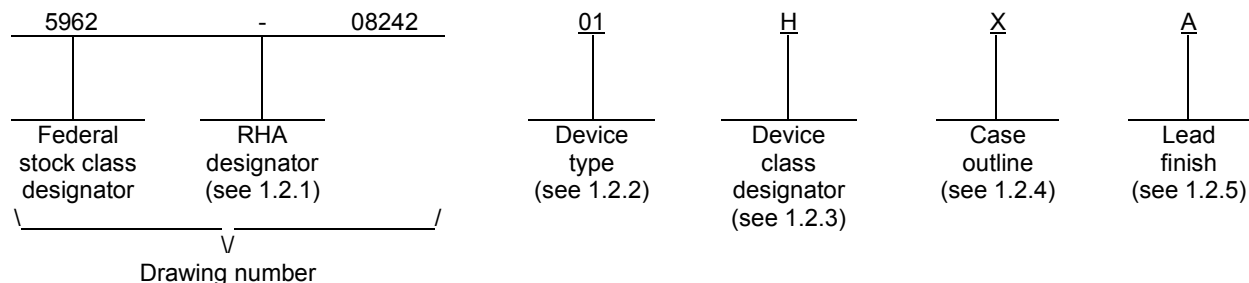 5962 - 08242 01 H X A
Federal stock class designator
RHA designator (see 1.2.1)
Device type (see 1.2.2)
Device class designator (see 1.2.3)
Case outline (see 1.2.4)
Lead finish (see 1.2.5)
\ /
\/
Drawing number